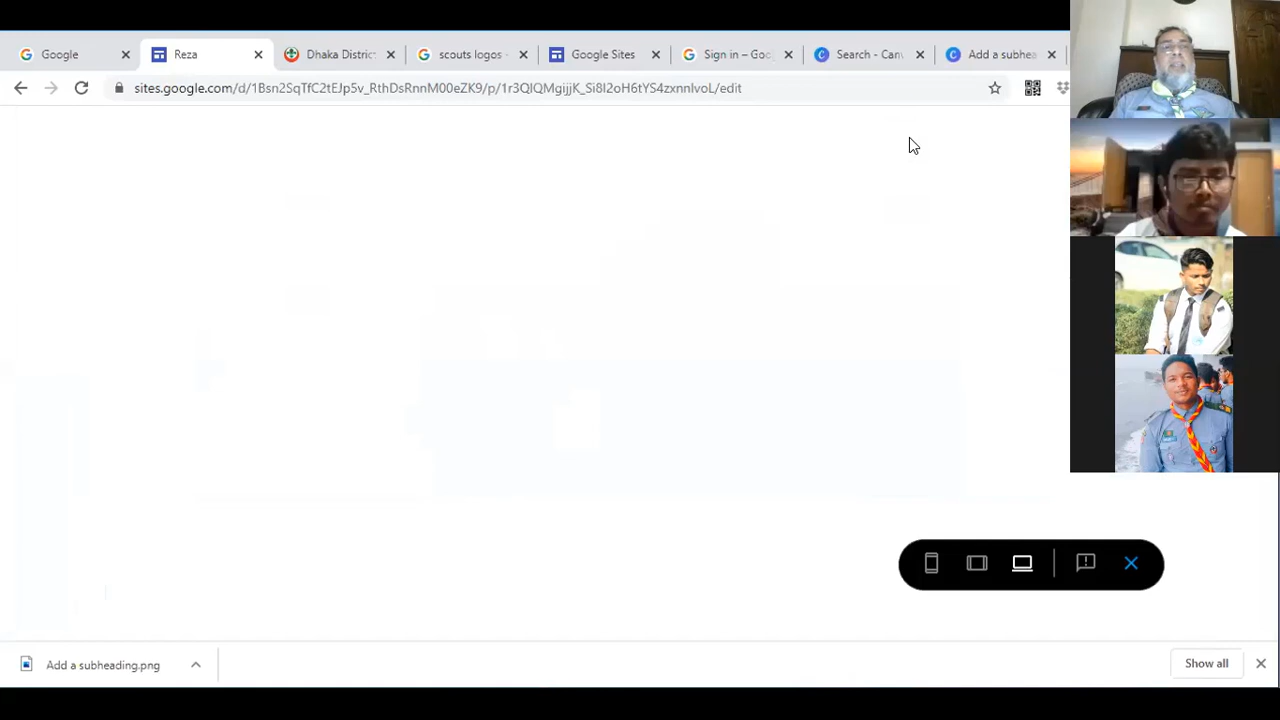 Google
Reza
Dhaka Distric
scouts logos -
Google Sites
Sign in – Goo
Search - Can
Add a subhea
sites.google.com/d/1Bsn2SqTfC2tEJp5v_RthDsRnnM00eZK9/p/1r3QlQMgijjK_Si8I2oH6tYS4zxnnlvoL/edit
Add a subheading.png
Show all